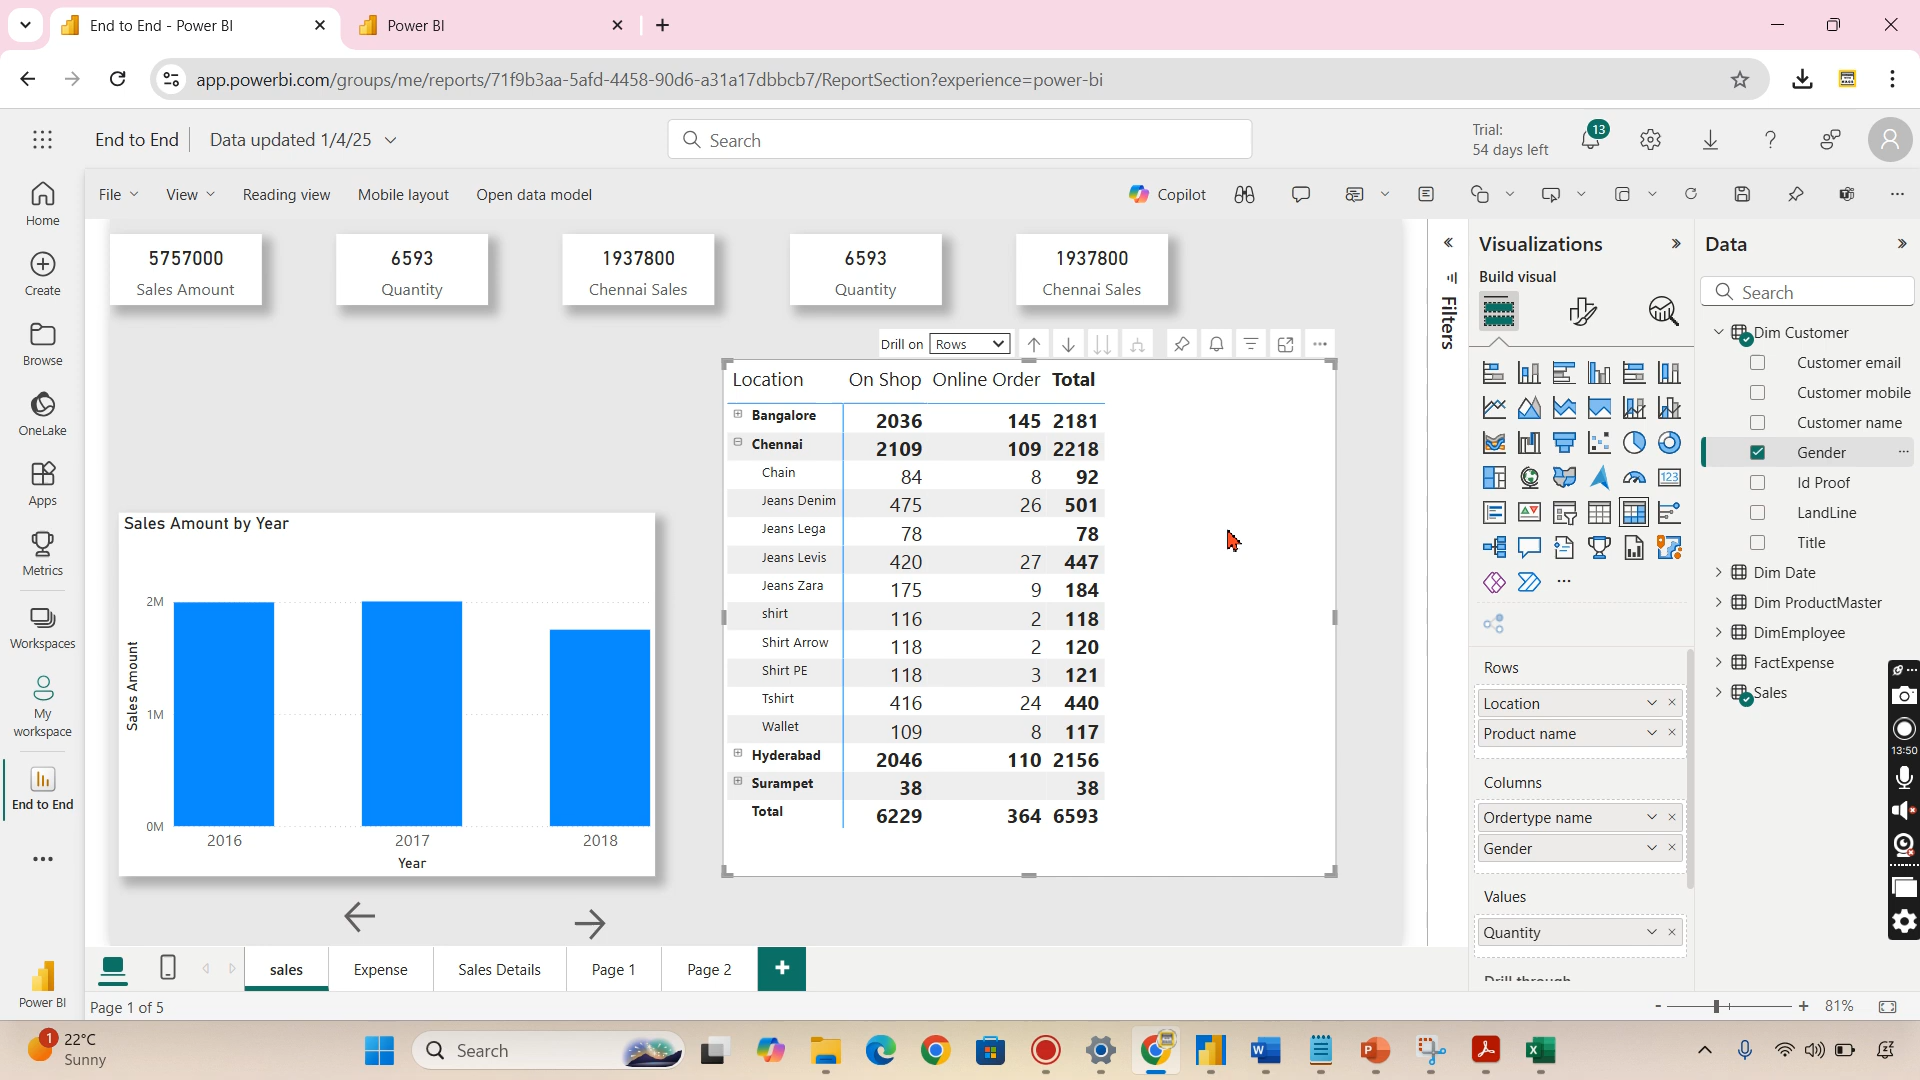 End to End - Power BI
Power BI
app.powerbi.com/groups/me/reports/71f9b3aa-5afd-4458-90d6-a31a17dbbcb7/ReportSection?experience=power-bi
End to End
Data updated 1/4/25
Search
Trial:
54 days left
13
File
View
Reading view
Mobile layout
Open data model
Copilot
Home
Create
Browse
OneLake
Apps
Metrics
Workspaces
My
workspace
End to End
Power BI
5757000
Sales Amount
6593
Quantity
1937800
Chennai Sales
6593
Quantity
1937800
Chennai Sales
Drill on Rows
Location On Shop Online Order Total
Bangalore 2036 145 2181
Chennai 2109 109 2218
Chain 84 8 92
Jeans Denim 475 26 501
Jeans Lega 78 78
Jeans Levis 420 27 447
Jeans Zara 175 9 184
shirt 116 2 118
Shirt Arrow 118 2 120
Shirt PE 118 3 121
Tshirt 416 24 440
Wallet 109 8 117
Hyderabad 2046 110 2156
Surampet 38 38
Total 6229 364 6593
Sales Amount by Year
2M
1M
0M
Sales Amount
2016
2017
2018
Year
Filters
Visualizations
Build visual
123
Rows
Location
Product name
Columns
Ordertype name
Gender
Values
Quantity
Drill through
Data
Search
Dim Customer
Customer email
Customer mobile
Customer name
Gender
Id Proof
LandLine
Title
Dim Date
Dim ProductMaster
DimEmployee
FactExpense
Sales
13:50
sales
Expense
Sales Details
Page 1
Page 2
Page 1 of 5
81%
1
22°C
Sunny
Search